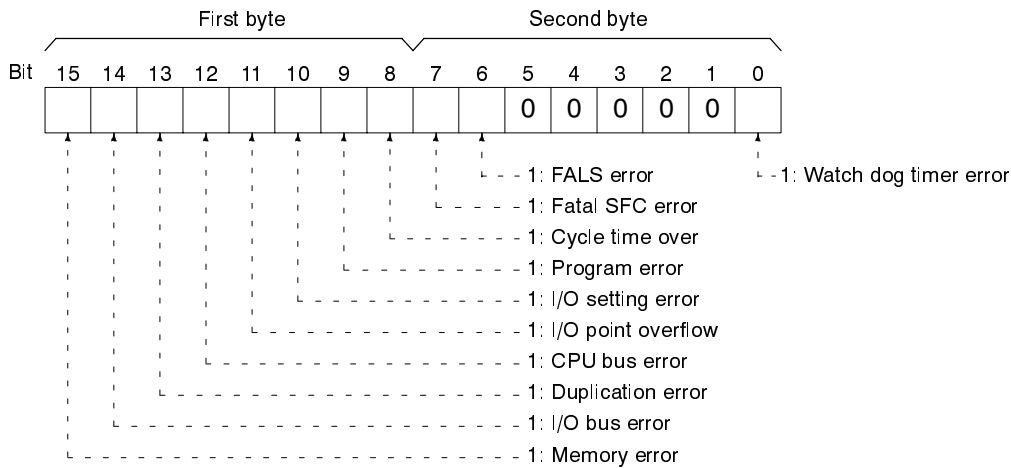 First byte Second byte
Bit 15 14 13 12 11 10 9 8 7 6 5 4 3 2 1 0
0 0 0 0 0
1: FALS error 1: Watch dog timer error
1: Fatal SFC error
1: Cycle time over
1: Program error
1: I/O setting error
1: I/O point overflow
1: CPU bus error
1: Duplication error
1: I/O bus error
1: Memory error